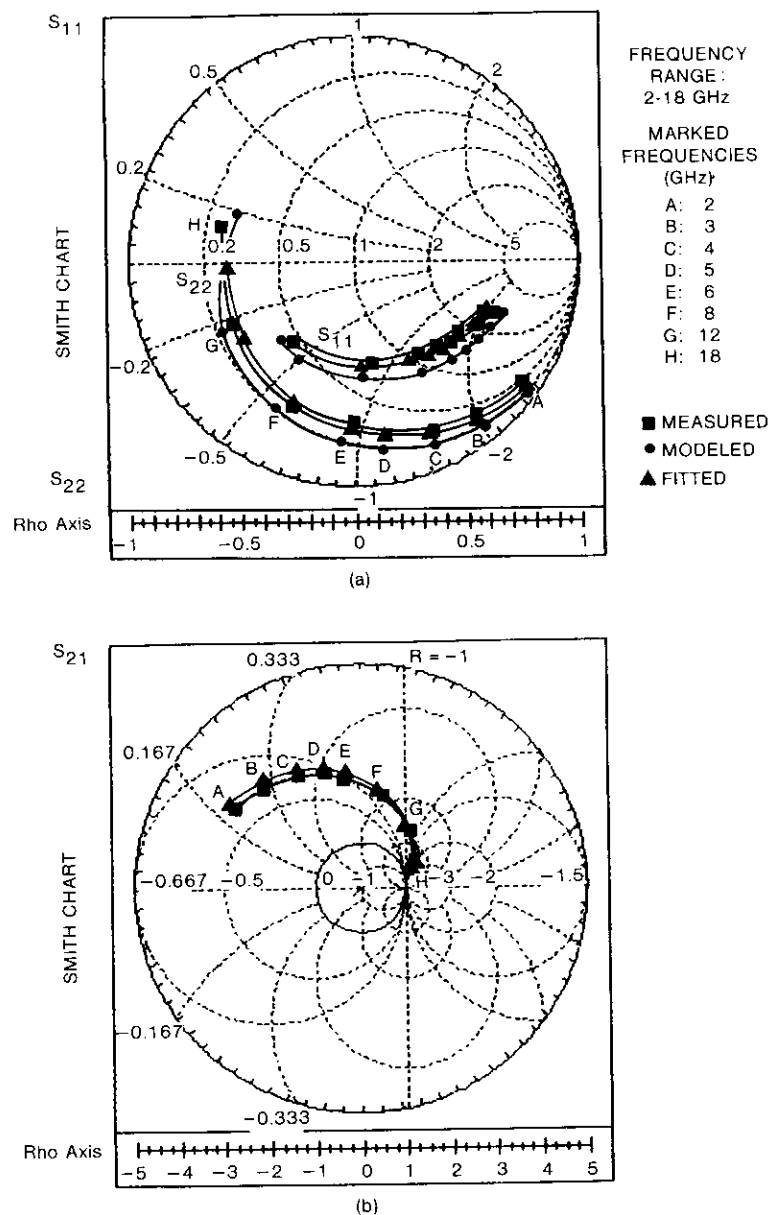 S11
1
0.5
2
FREQUENCY
RANGE:
2-18 GHz
MARKED
FREQUENCIES
(GHz)
A: 2
B: 3
C: 4
D: 5
E: 6
F: 8
G: 12
H: 18
MEASURED
MODELED
FITTED
0.2
H
0.2 0.5 1 2 5
S22
SMITH CHART
S11
G
-0.2
F
A
B
E D C
-0.5
-2
S22
-1
Rho Axis
-1 -0.5 0 0.5 1
(a)
S21
0.333
R = -1
0.167
A B C D E F
G
SMITH CHART
-0.667 -0.5 0 -1 -3 -2 -1.5
H
-0.167
-0.333
Rho Axis
-5 -4 -3 -2 -1 0 1 2 3 4 5
(b)